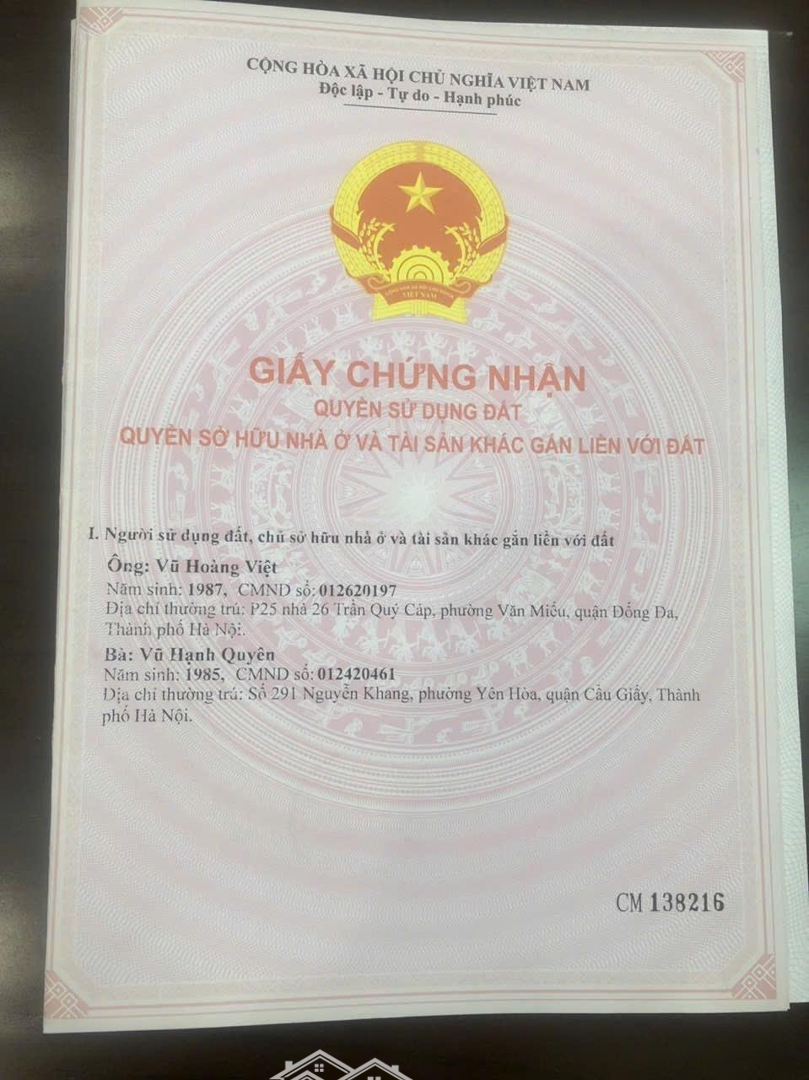 CỘNG HÒA XÃ HỘI CHỦ NGHĨA VIỆT NAM
Độc lập - Tự do - Hạnh phúc
VIỆT NAM
GIẤY CHỨNG NHẬN
QUYỀN SỬ DỤNG ĐẤT
QUYỀN SỞ HỮU NHÀ Ở VÀ TÀI SẢN KHÁC GẮN LIỀN VỚI ĐẤT
I. Người sử dụng đất, chủ sở hữu nhà ở và tài sản khác gắn liền với đất
Ông: Vũ Hoàng Việt
Năm sinh: 1987, CMND số: 012620197
Địa chỉ thường trú: P25 nhà 26 Trần Quý Cáp, phường Văn Miếu, quận Đống Đa,
Thành phố Hà Nội.
Bà: Vũ Hạnh Quyên
Năm sinh: 1985, CMND số: 012420461
Địa chỉ thường trú: Số 291 Nguyễn Khang, phường Yên Hòa, quận Cầu Giấy, Thành
phố Hà Nội.
CM 138216